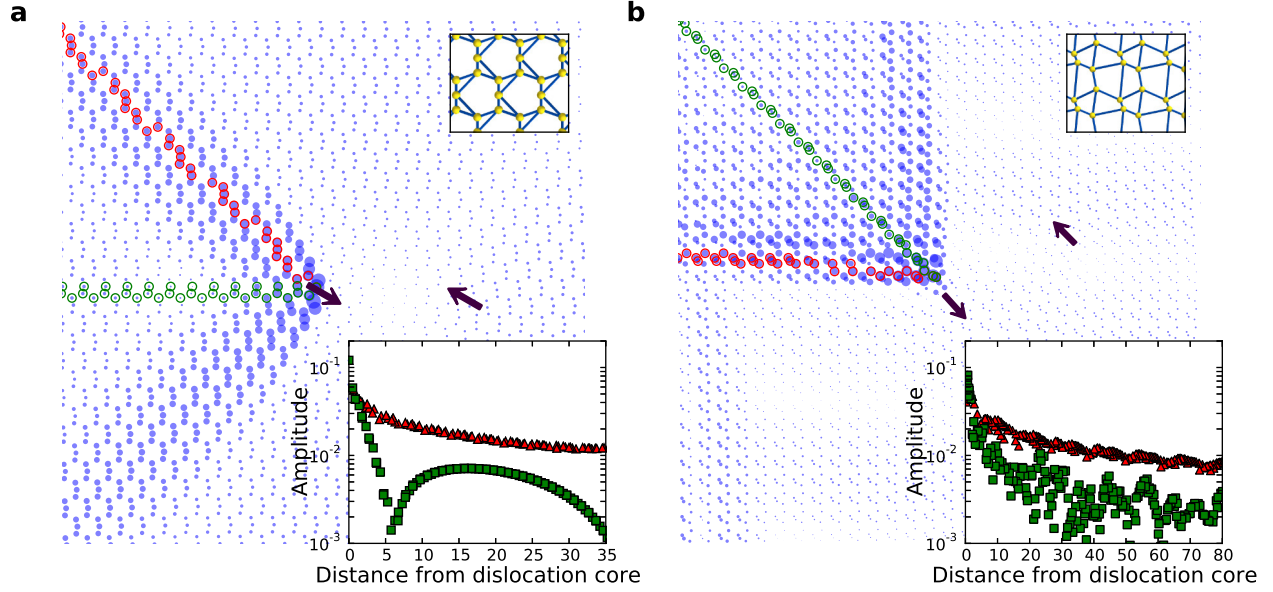 a
b
10^-1
10^-2
10^-3
Amplitude
0 5 10 15 20 25 30 35
Distance from dislocation core
10^-1
10^-2
10^-3
Amplitude
0 10 20 30 40 50 60 70 80
Distance from dislocation core